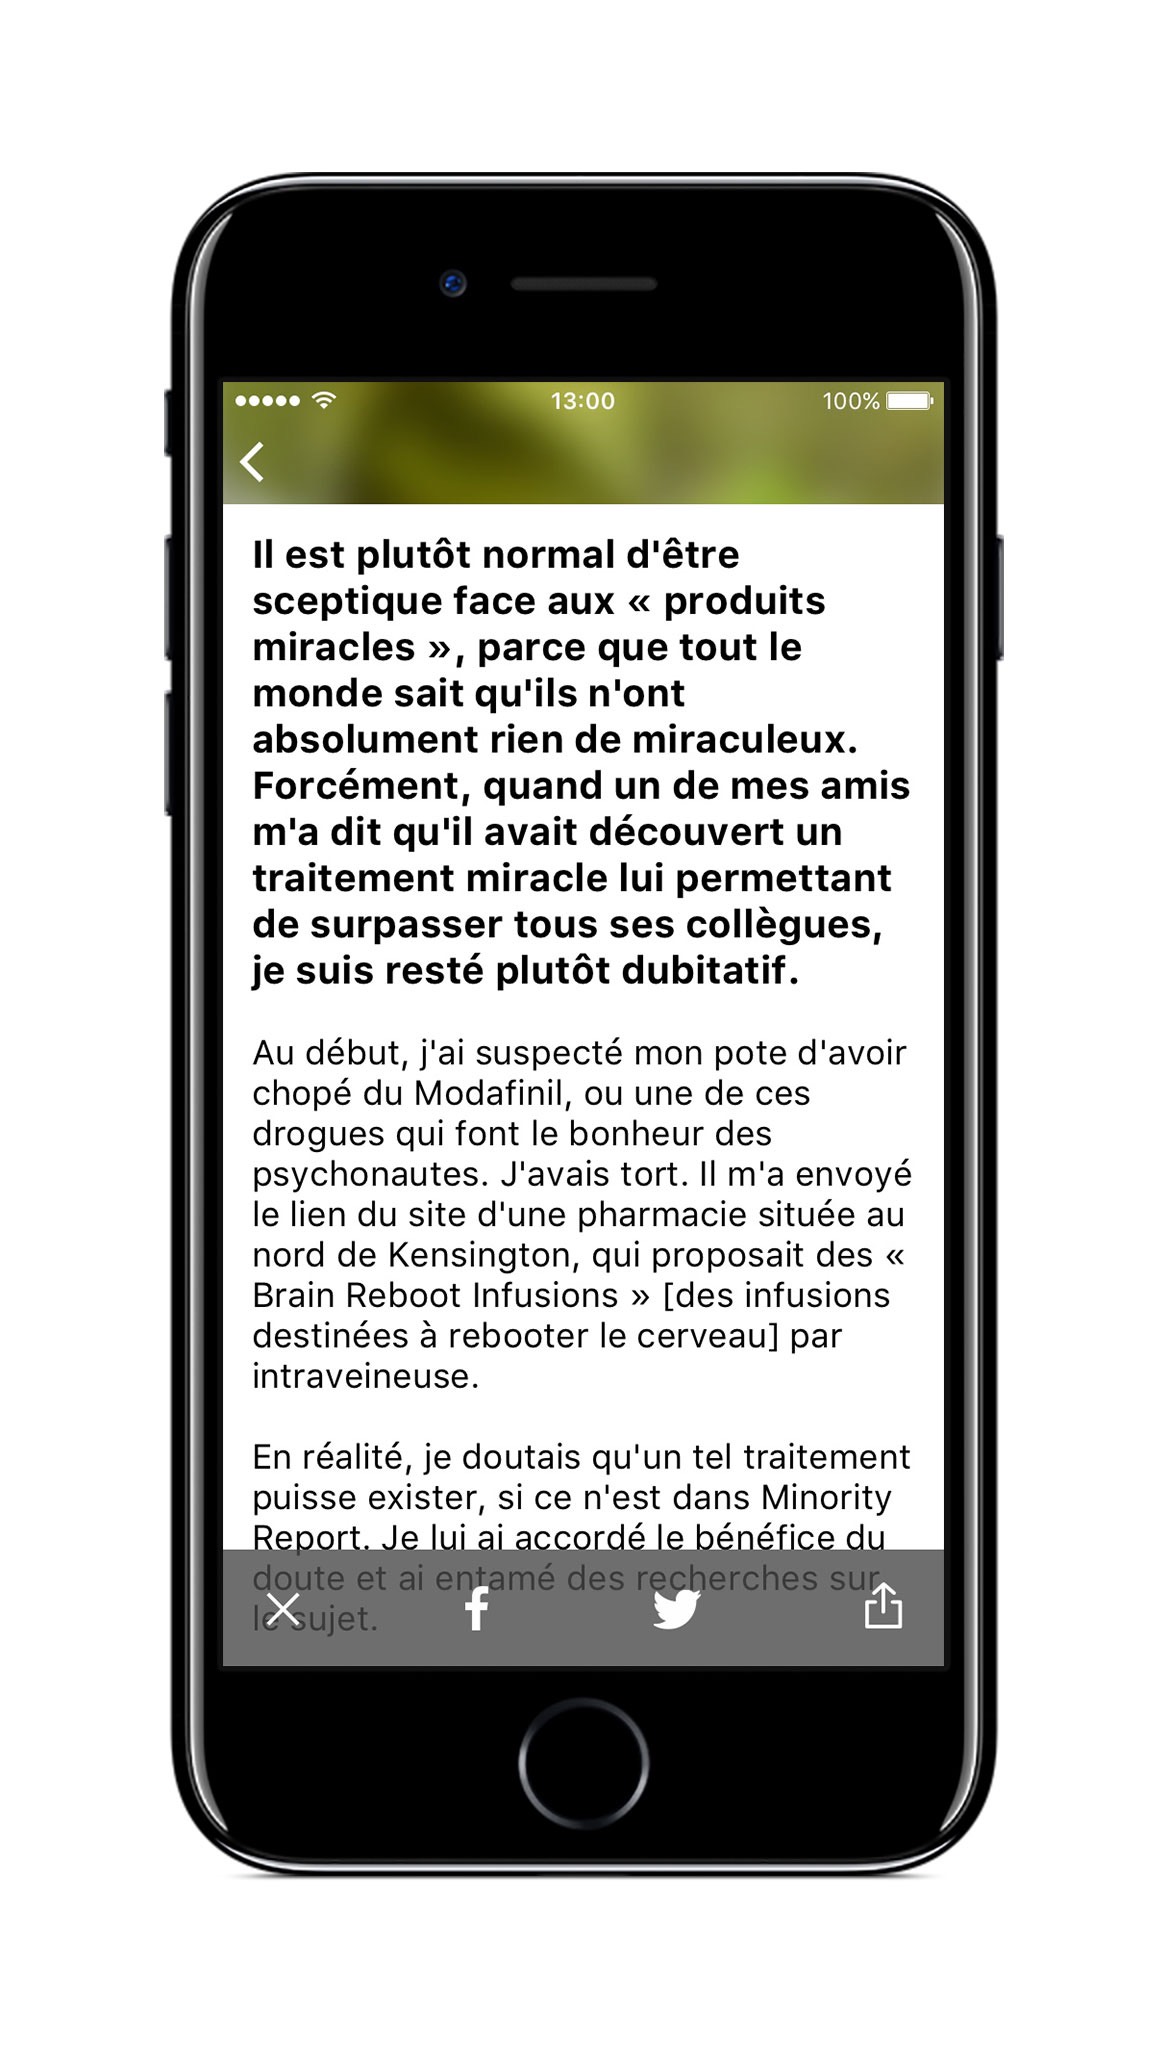 13:00
100%
Il est plutôt normal d'être
sceptique face aux « produits
miracles », parce que tout le
monde sait qu'ils n'ont
absolument rien de miraculeux.
Forcément, quand un de mes amis
m'a dit qu'il avait découvert un
traitement miracle lui permettant
de surpasser tous ses collègues,
je suis resté plutôt dubitatif.
Au début, j'ai suspecté mon pote d'avoir
chopé du Modafinil, ou une de ces
drogues qui font le bonheur des
psychonautes. J'avais tort. Il m'a envoyé
le lien du site d'une pharmacie située au
nord de Kensington, qui proposait des «
Brain Reboot Infusions » [des infusions
destinées à rebooter le cerveau] par
intraveineuse.
En réalité, je doutais qu'un tel traitement
puisse exister, si ce n'est dans Minority
Report. Je lui ai accordé le bénéfice du
doute et ai entamé des recherches sur
le sujet.